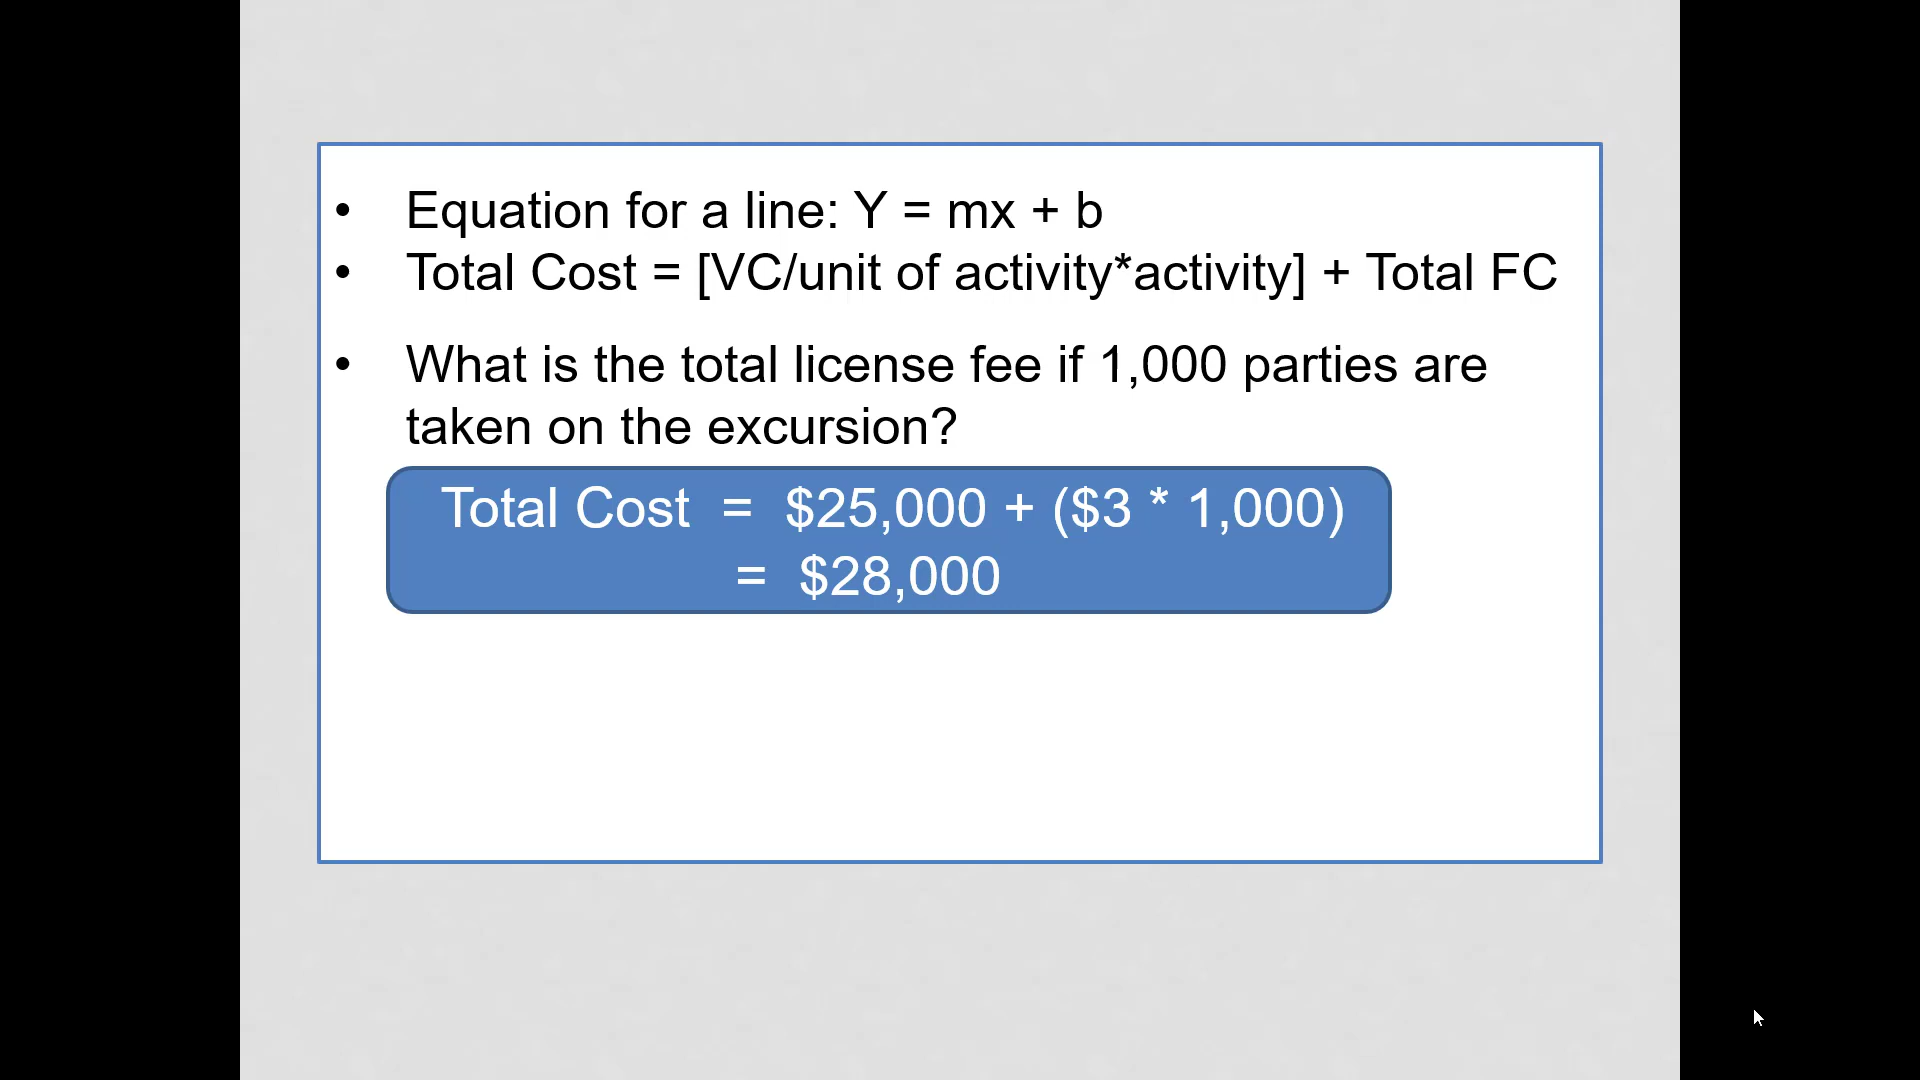 • Equation for a line: Y = mx + b
• Total Cost = [VC/unit of activity*activity] + Total FC
• What is the total license fee if 1,000 parties are
taken on the excursion?
Total Cost = $25,000 + ($3 * 1,000)
= $28,000